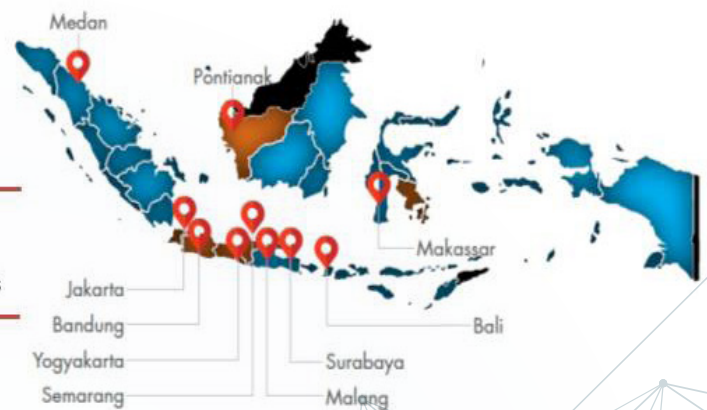 Medan
Pontianak
Makassar
Jakarta
Bali
Bandung
Yogyakarta
Surabaya
Semarang
Malang